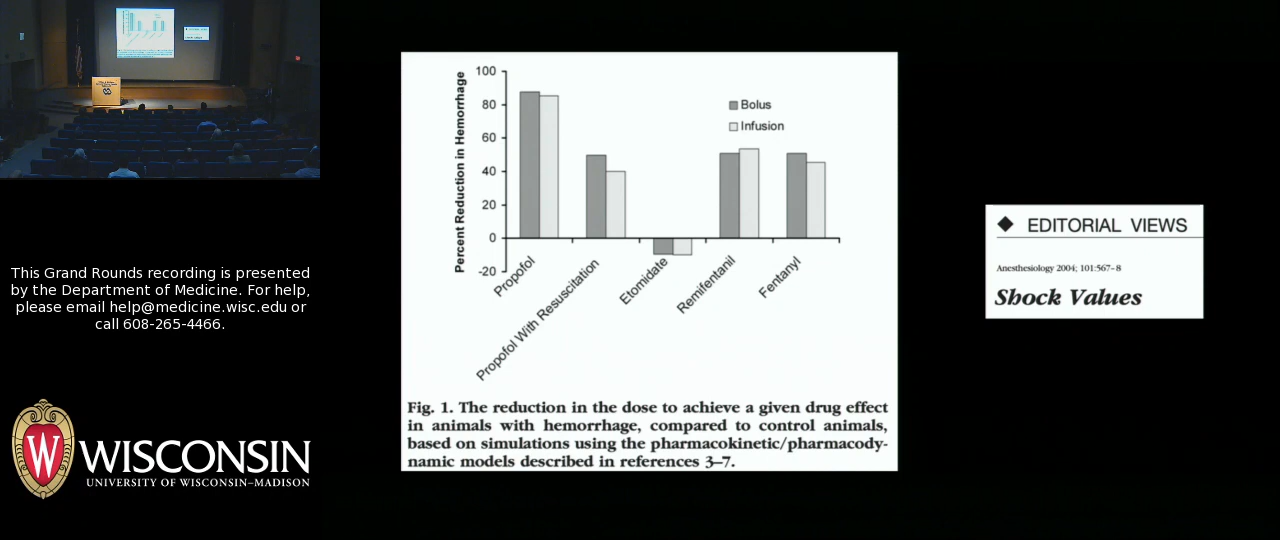 This Grand Rounds recording is presented
by the Department of Medicine. For help,
please email help@medicine.wisc.edu or
call 608-265-4466.
W
WISCONSIN
UNIVERSITY OF WISCONSIN–MADISON
Percent Reduction in Hemorrhage
100
80
60
40
20
0
-20
Bolus
Infusion
Propofol
Propofol With Resuscitation
Etomidate
Remifentanil
Fentanyl
Fig. 1. The reduction in the dose to achieve a given drug effect
in animals with hemorrhage, compared to control animals,
based on simulations using the pharmacokinetic/pharmacody-
namic models described in references 3–7.
EDITORIAL VIEWS
Anesthesiology 2004; 101:567–8
Shock Values